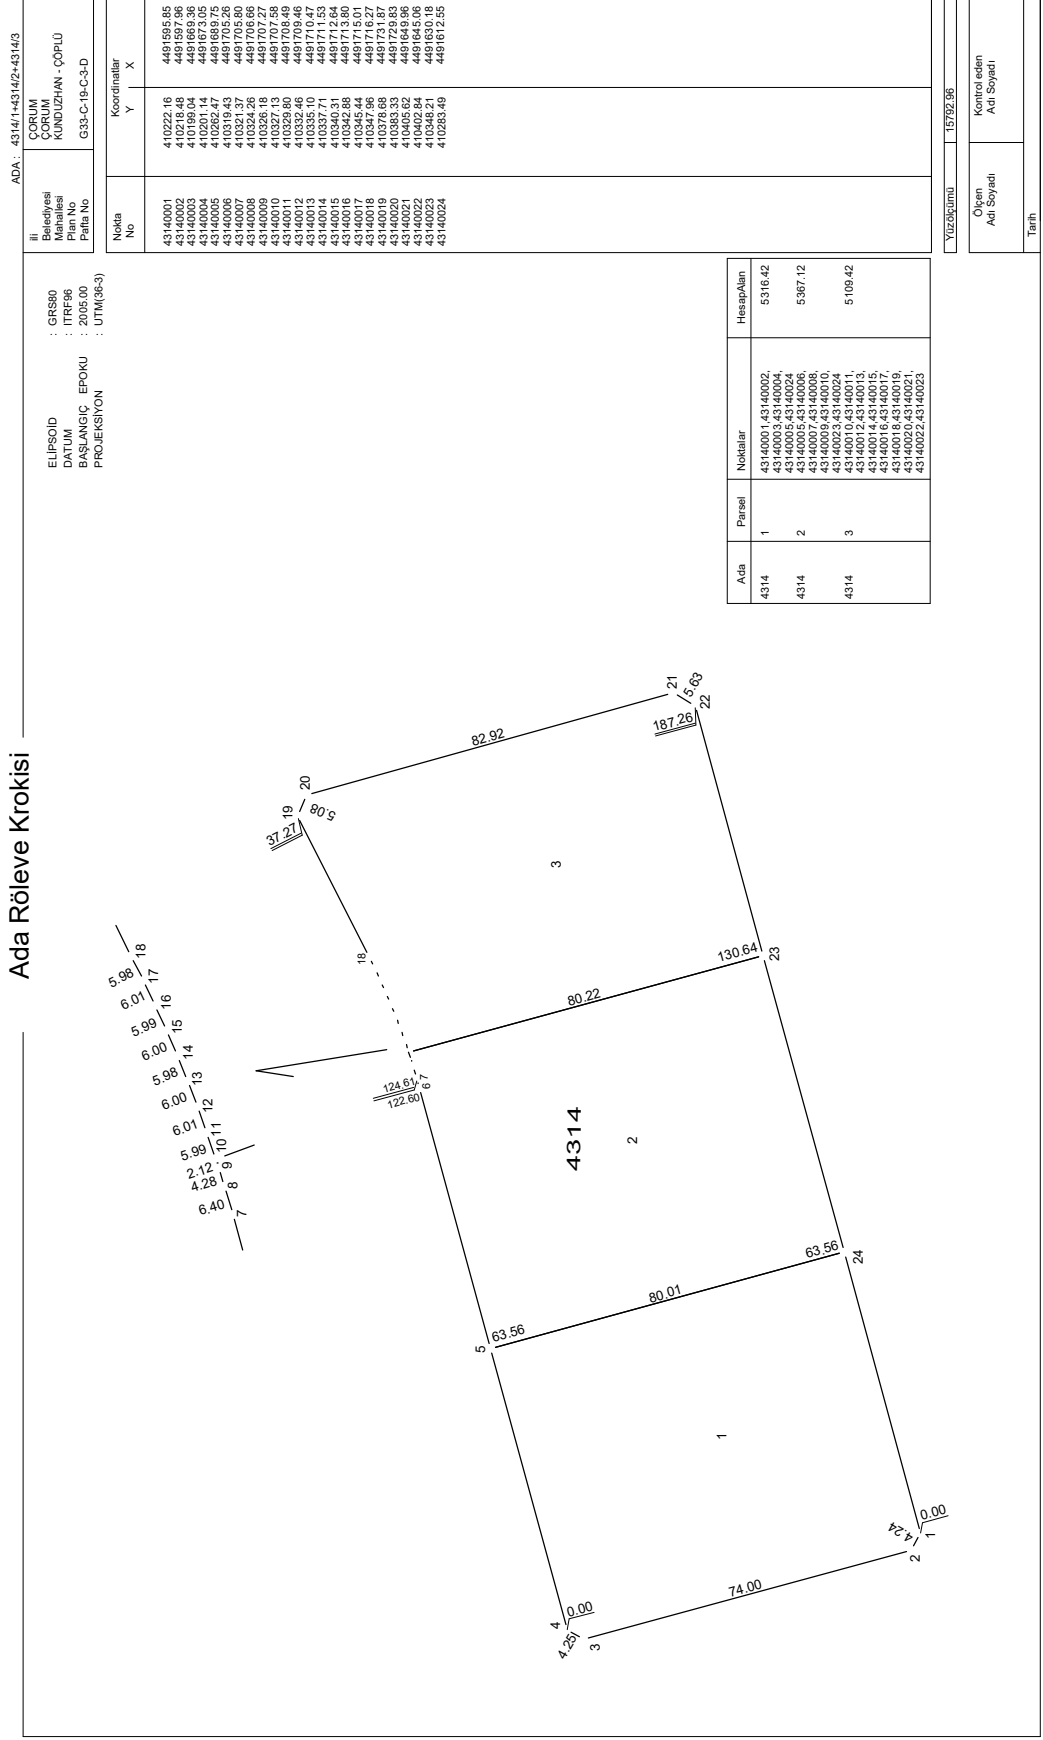 Ada Röleve Krokisi
ADA : 4314/1+4314/2+4314/3
ili ÇORUM
Belediyesi ÇORUM
Mahallesi KUNDUZHAN - ÇÖPLÜ
Plan No
Pafta No G33-C-19-C-3-D
ELİPSOİD : GRS80
DATUM : ITRF96
BAŞLANGIÇ EPOKU : 2005.00
PROJEKSİYON : UTM(36-3)
Nokta No Koordinatlar
Y X
43140001 410222.16 4491595.85
43140002 410218.48 4491597.96
43140003 410199.04 4491669.36
43140004 410201.14 4491673.05
43140005 410262.47 4491689.75
43140006 410319.43 4491705.26
43140007 410321.37 4491705.80
43140008 410324.26 4491706.66
43140009 410326.18 4491707.27
43140010 410327.13 4491707.58
43140011 410329.80 4491708.49
43140012 410332.46 4491709.46
43140013 410335.10 4491710.47
43140014 410337.71 4491711.53
43140015 410340.31 4491712.64
43140016 410342.88 4491713.80
43140017 410345.44 4491715.01
43140018 410347.96 4491716.27
43140019 410378.68 4491731.87
43140020 410383.33 4491729.83
43140021 410405.62 4491649.96
43140022 410402.84 4491645.06
43140023 410348.21 4491630.18
43140024 410283.49 4491612.55
6.40 4.28 2.12 5.99 6.01 6.00 5.98 6.00 5.99 6.01 5.98
7 8 9 10 11 12 13 14 15 16 17 18
37.27
19
20
5.08
18
124.61
122.60
6 7
82.92
5
63.56
80.22
3
4314
2
4
0.00
4.25
3
80.01
187.26
21
5.63
22
1
74.00
63.56
24
130.64
23
2
4.24
1
0.00
Ada Parsel Noktalar HesapAlan
4314 1 43140001,43140002, 5316.42
43140003,43140004,
43140005,43140024
4314 2 43140005,43140006, 5367.12
43140007,43140008,
43140009,43140010,
43140023,43140024
4314 3 43140010,43140011, 5109.42
43140012,43140013,
43140014,43140015,
43140016,43140017,
43140018,43140019,
43140020,43140021,
43140022,43140023
Yüzölçümü 15792.96
Ölçen Kontrol eden
Adı Soyadı Adı Soyadı
Tarih